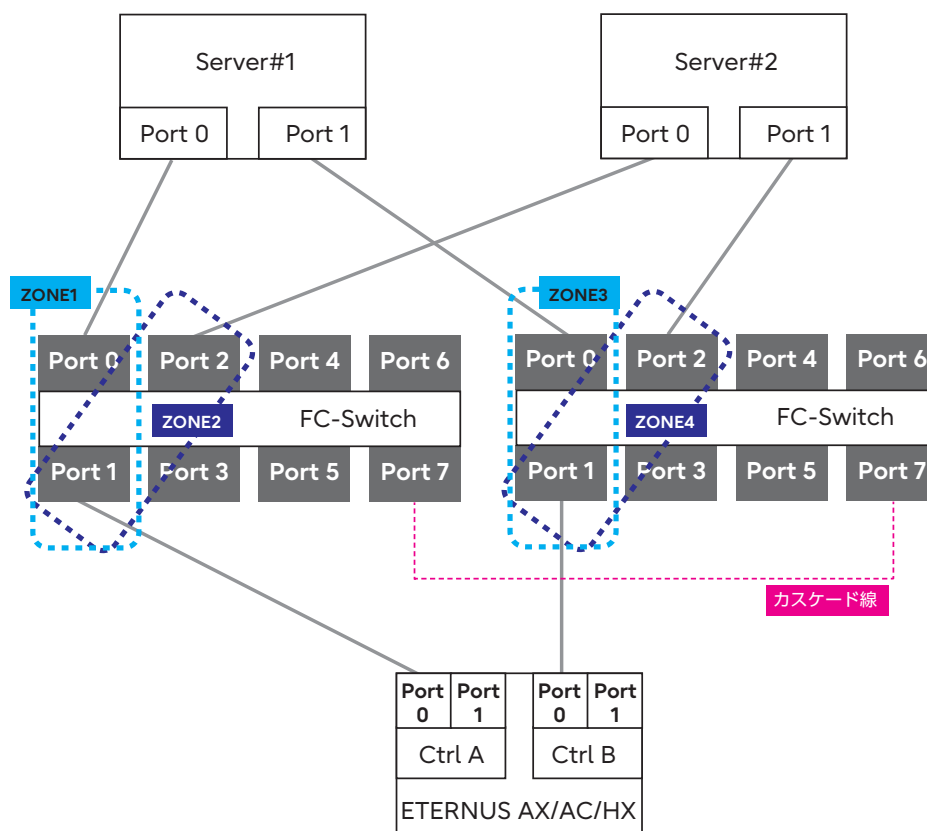 Server#1
Server#2
Port 0
Port 1
Port 0
Port 1
ZONE1
ZONE3
Port 0
Port 2
Port 4
Port 6
Port 0
Port 2
Port 4
Port 6
ZONE2
FC-Switch
ZONE4
FC-Switch
Port 1
Port 3
Port 5
Port 7
Port 1
Port 3
Port 5
Port 7
カスケード線
Port
0
Port
1
Port
0
Port
1
Ctrl A
Ctrl B
ETERNUS AX/AC/HX